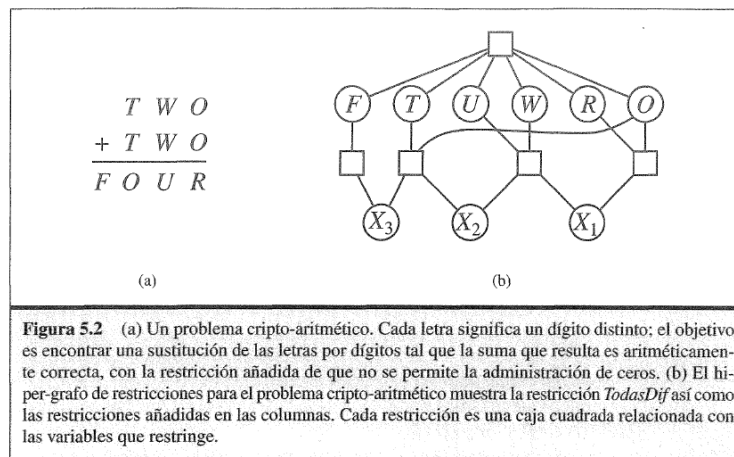 T W O
+ T W O
F O U R
(a)
F T U W R O
X3 X2 X1
(b)
Figura 5.2 (a) Un problema cripto-aritmético. Cada letra significa un dígito distinto; el objetivo
es encontrar una sustitución de las letras por dígitos tal que la suma que resulta es aritméticamen-
te correcta, con la restricción añadida de que no se permite la administración de ceros. (b) El hi-
per-grafo de restricciones para el problema cripto-aritmético muestra la restricción TodasDif así como
las restricciones añadidas en las columnas. Cada restricción es una caja cuadrada relacionada con
las variables que restringe.